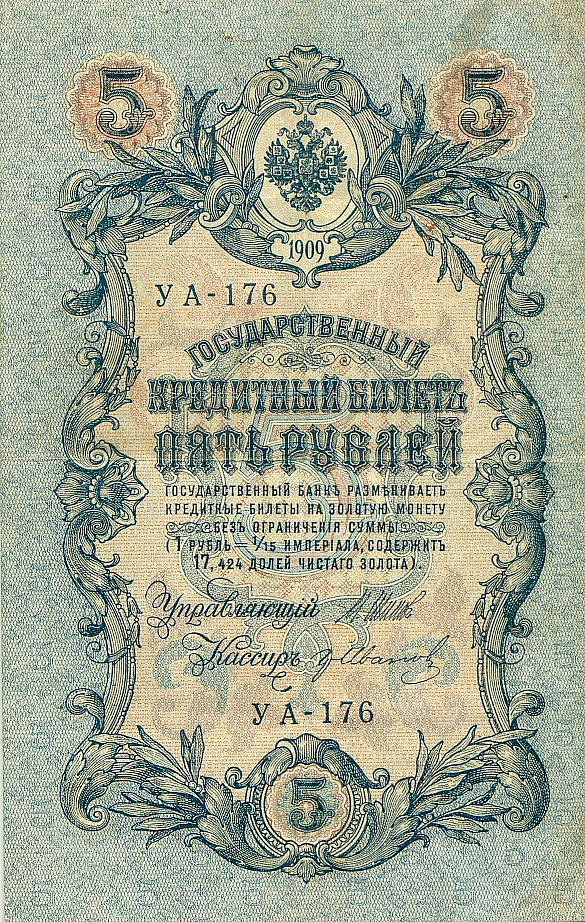 5 5
1909
УА-176
ГОСУДАРСТВЕННЫЙ
КРЕДИТНЫЙ БИЛЕТЪ
ПЯТЬ РУБЛЕЙ
ГОСУДАРСТВЕННЫЙ БАНКЪ РАЗМѢНИВАЕТЪ
КРЕДИТНЫЕ БИЛЕТЫ НА ЗОЛОТУЮ МОНЕТУ
БЕЗЪ ОГРАНИЧЕНІЯ СУММЫ
(1 РУБЛЬ = 1/15 ИМПЕРІАЛА, СОДЕРЖИТЪ
17,424 ДОЛЕЙ ЧИСТАГО ЗОЛОТА).
Управляющій
Кассиръ Иванов
УА-176
5